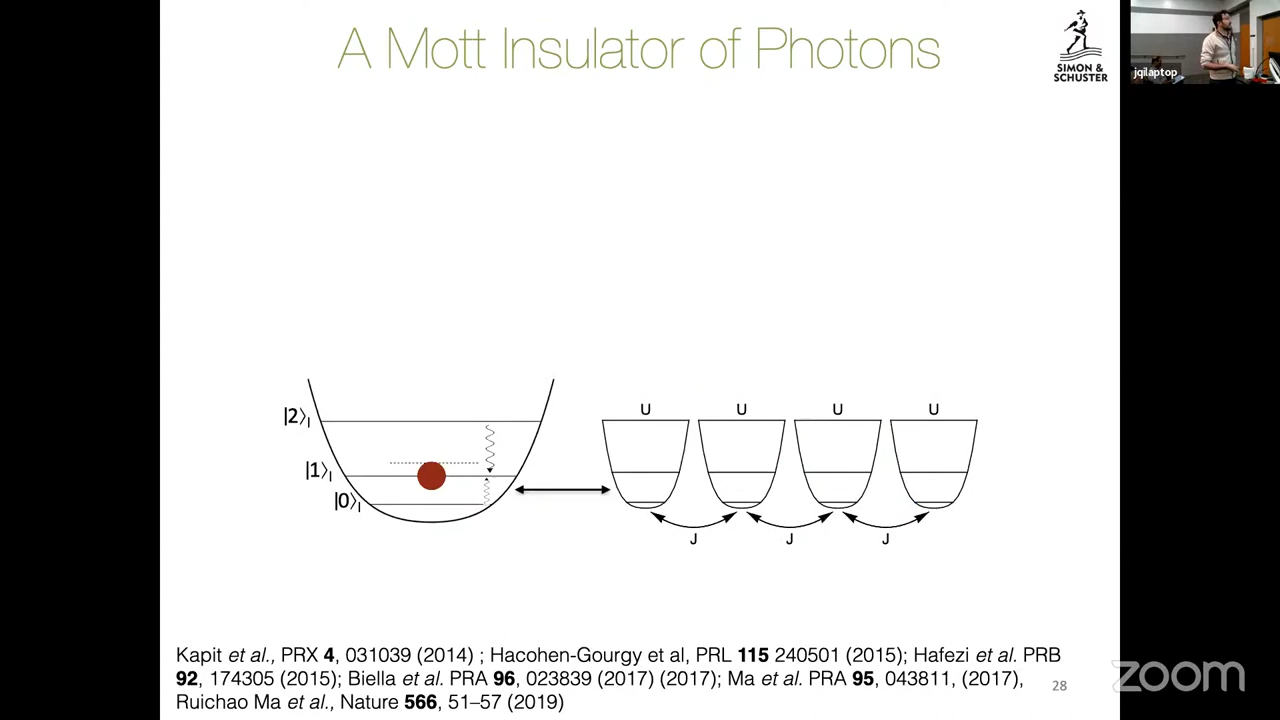 A Mott Insulator of Photons
SIMON &
SCHUSTER
jqilaptop
|2⟩ₗ
|1⟩ₗ
|0⟩ₗ
U U U U
J J J
Kapit et al., PRX 4, 031039 (2014) ; Hacohen-Gourgy et al, PRL 115 240501 (2015); Hafezi et al. PRB
92, 174305 (2015); Biella et al. PRA 96, 023839 (2017) (2017); Ma et al. PRA 95, 043811, (2017),
Ruichao Ma et al., Nature 566, 51–57 (2019)
28
zoom